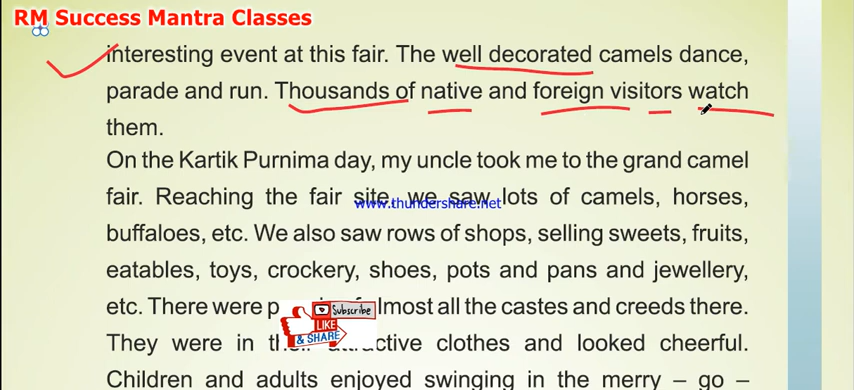 RM Success Mantra Classes
interesting event at this fair. The well decorated camels dance,
parade and run. Thousands of native and foreign visitors watch
them.
On the Kartik Purnima day, my uncle took me to the grand camel
fair. Reaching the fair site, we saw lots of camels, horses,
www.thundershare.net
buffaloes, etc. We also saw rows of shops, selling sweets, fruits,
eatables, toys, crockery, shoes, pots and pans and jewellery,
etc. There were almost all the castes and creeds there.
Subscribe
LIKE
& SHARE
They were in their attractive clothes and looked cheerful.
Children and adults enjoyed swinging in the merry – go –